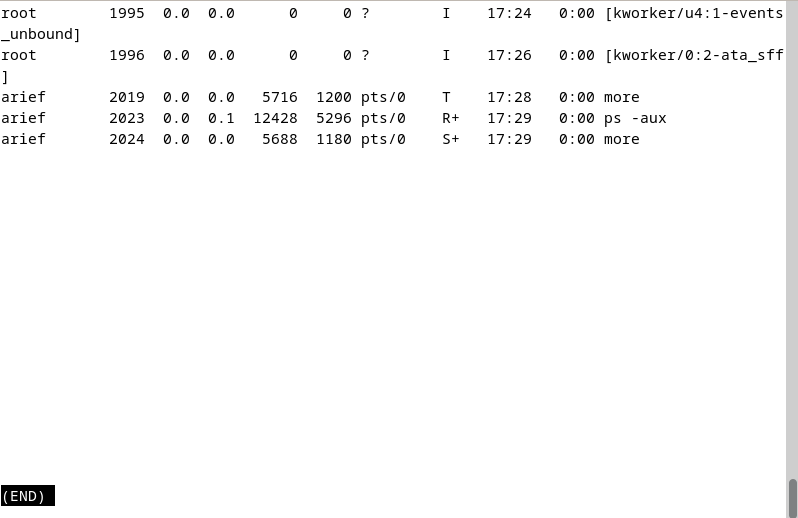 root       1995  0.0  0.0      0     0 ?        I    17:24   0:00 [kworker/u4:1-events
_unbound]
root       1996  0.0  0.0      0     0 ?        I    17:26   0:00 [kworker/0:2-ata_sff
]
arief       2019  0.0  0.0   5716  1200 pts/0    T    17:28   0:00 more
arief       2023  0.0  0.1  12428  5296 pts/0    R+   17:29   0:00 ps -aux
arief       2024  0.0  0.0   5688  1180 pts/0    S+   17:29   0:00 more
(END)